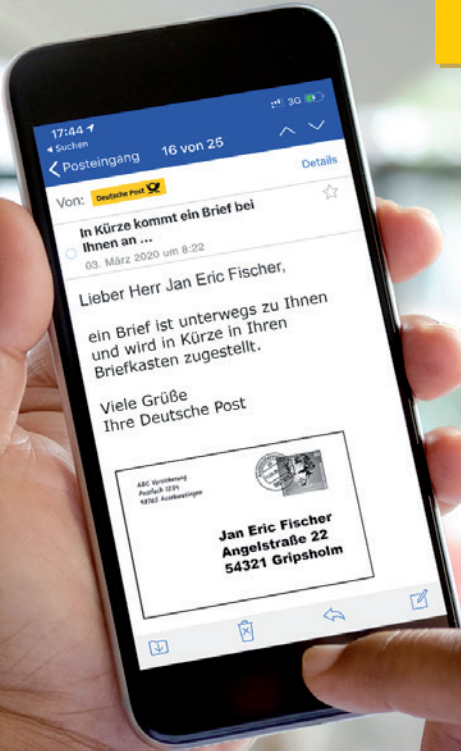 17:44
3G
Suchen
Posteingang 16 von 25
Von: Deutsche Post
Details
In Kürze kommt ein Brief bei
Ihnen an ...
03. März 2020 um 8:22
Lieber Herr Jan Eric Fischer,
ein Brief ist unterwegs zu Ihnen
und wird in Kürze in Ihren
Briefkasten zugestellt.
Viele Grüße
Ihre Deutsche Post
ABC Versicherung
Postfach 1234
Jan Eric Fischer
Angelstraße 22
54321 Gripsholm